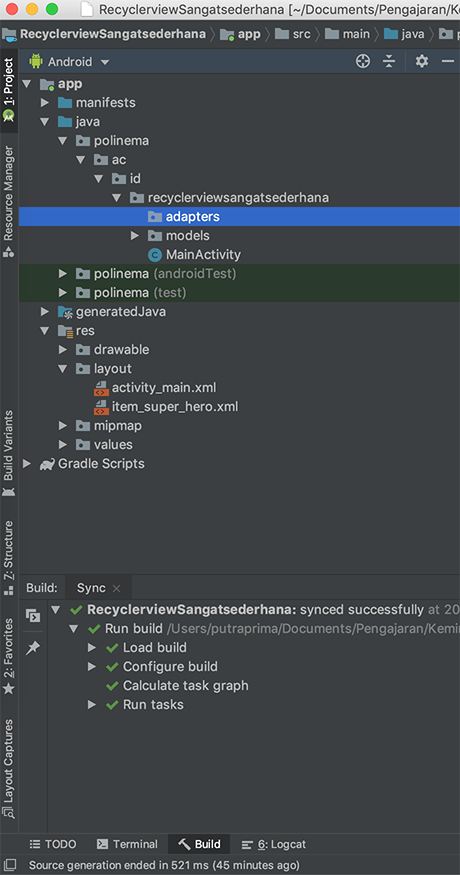 RecyclerviewSangatsederhana [~/Documents/Pengajaran/Kem
RecyclerviewSangatsederhana app src main java
Android
1: Project
app
manifests
java
polinema
ac
id
recyclerviewsangatsederhana
adapters
models
MainActivity
polinema (androidTest)
polinema (test)
generatedJava
res
drawable
layout
activity_main.xml
item_super_hero.xml
mipmap
values
Gradle Scripts
Resource Manager
Build Variants
Z: Structure
2: Favorites
Layout Captures
Build: Sync
RecyclerviewSangatsederhana: synced successfully at 20
Run build /Users/putraprima/Documents/Pengajaran/Kemi
Load build
Configure build
Calculate task graph
Run tasks
TODO Terminal Build 6: Logcat
Source generation ended in 521 ms (45 minutes ago)